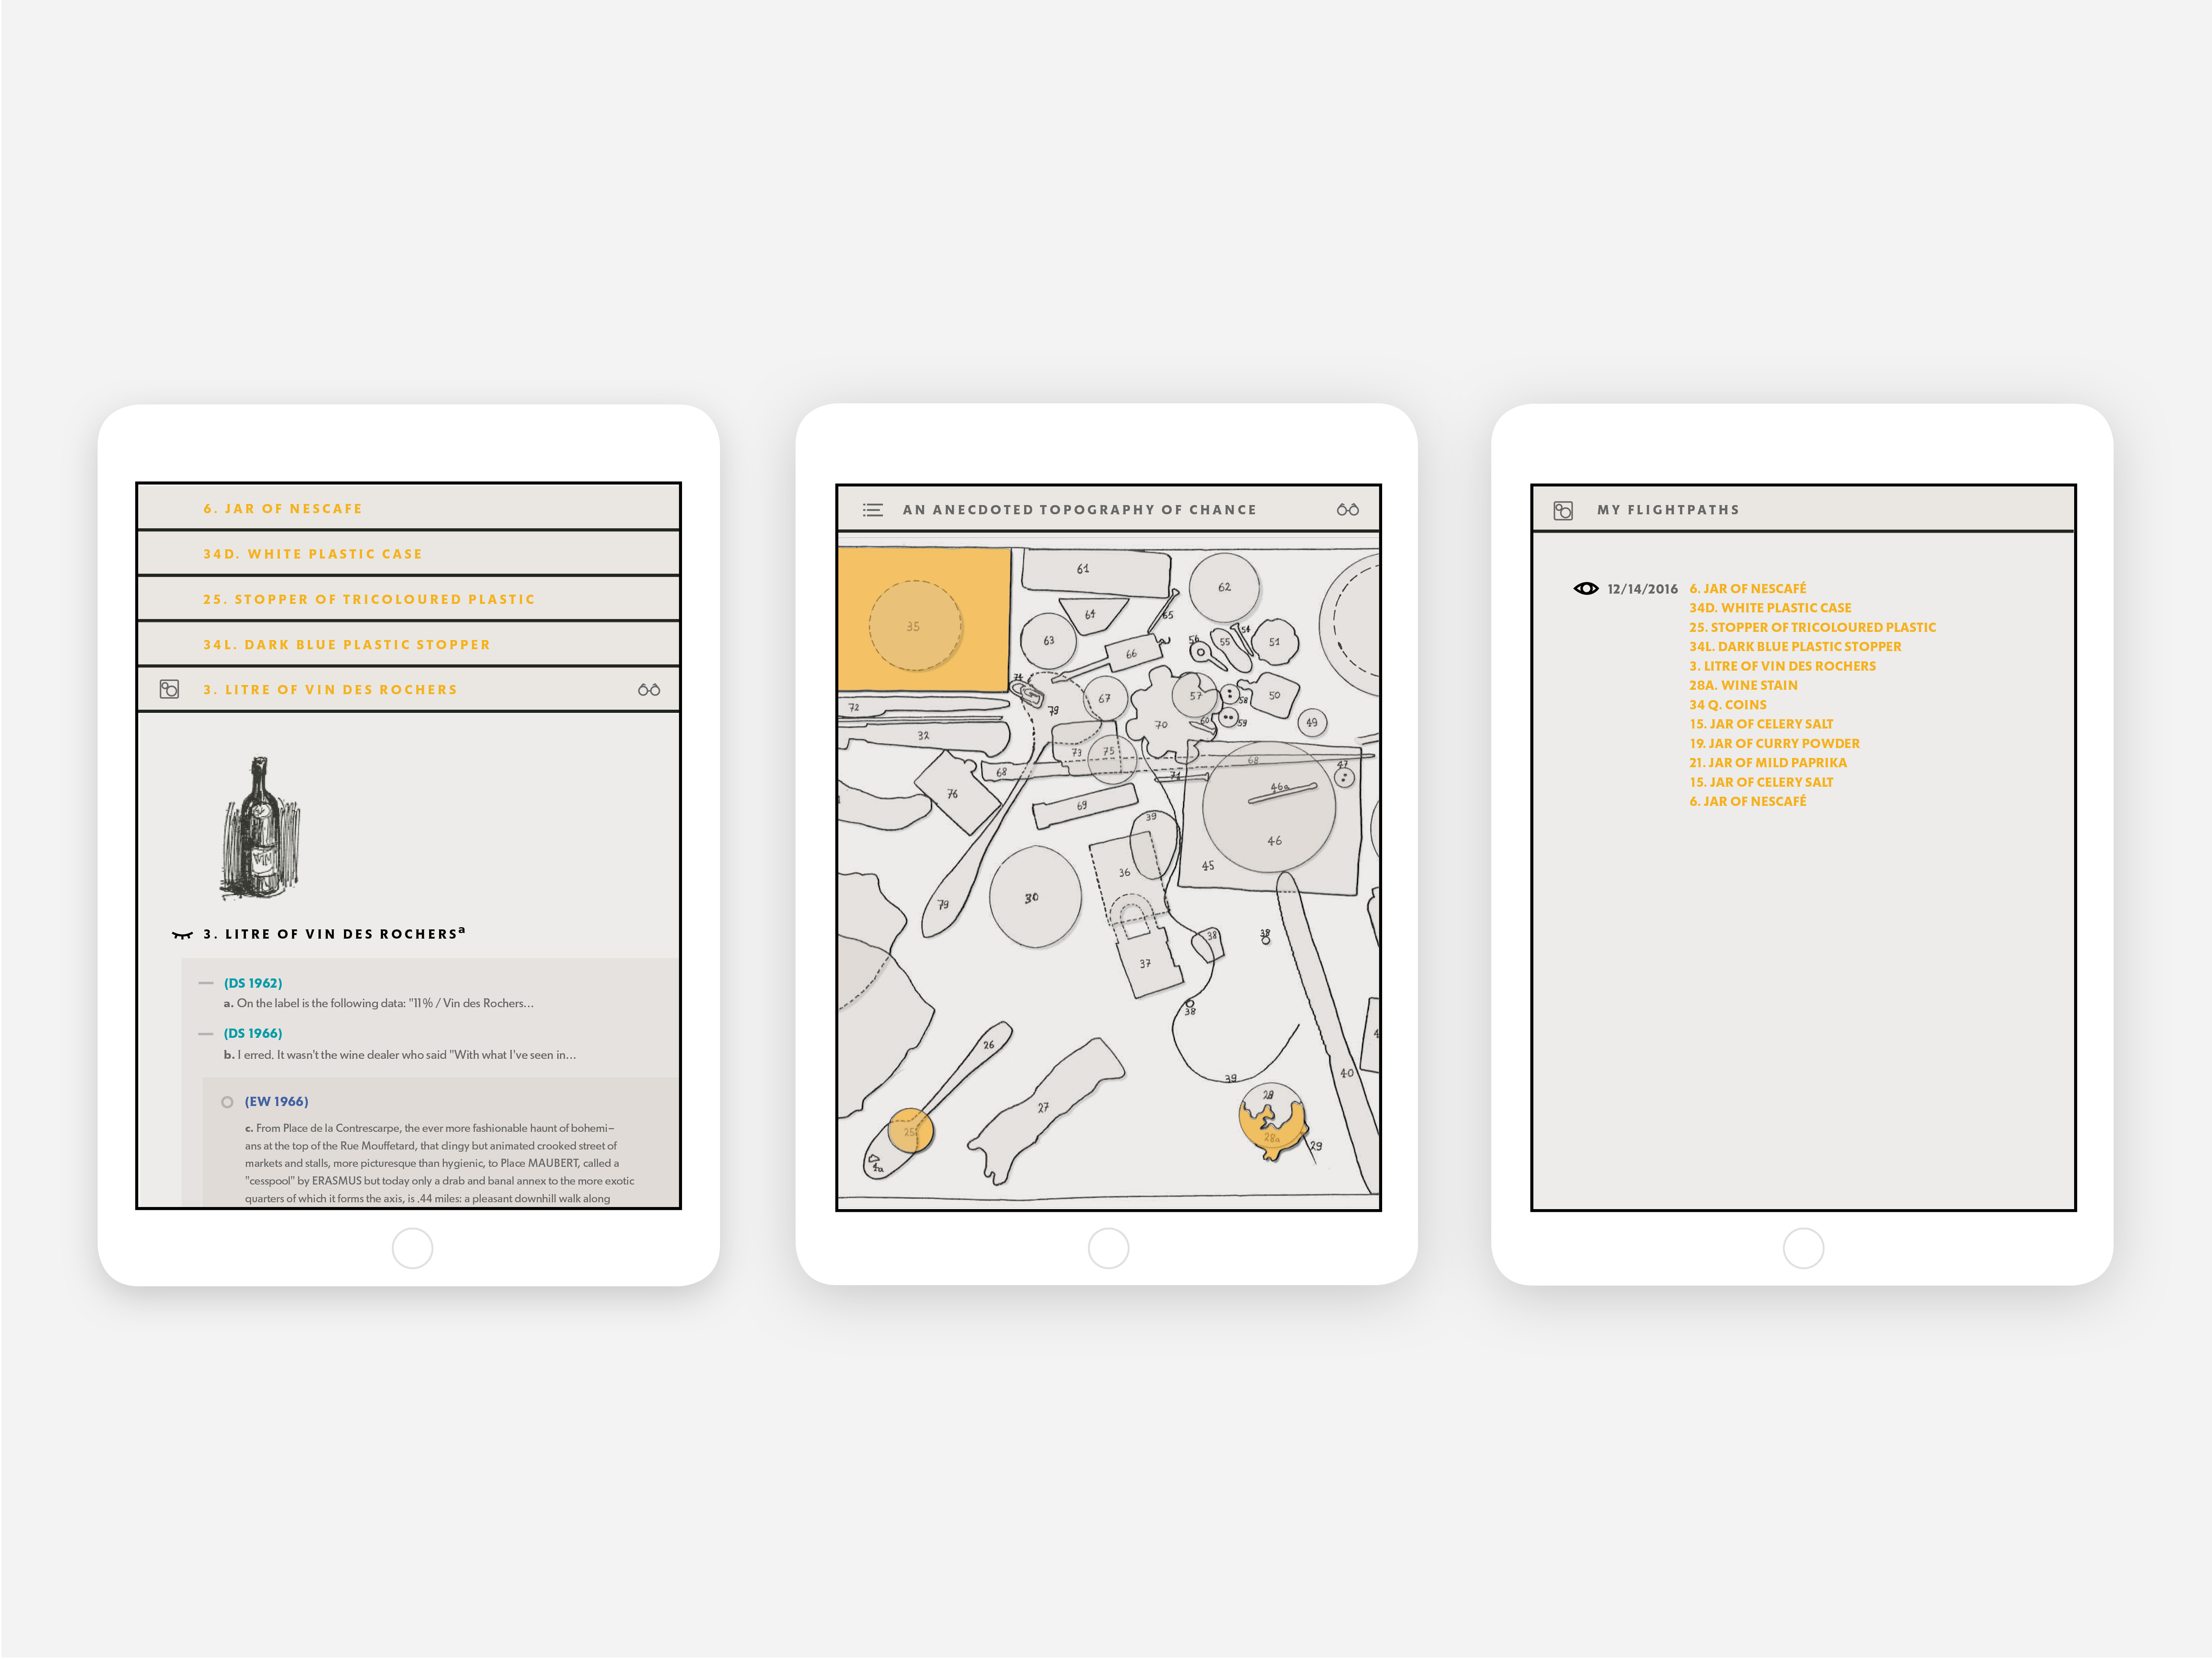 6. JAR OF NESCAFE
34D. WHITE PLASTIC CASE
25. STOPPER OF TRICOLOURED PLASTIC
34L. DARK BLUE PLASTIC STOPPER
3. LITRE OF VIN DES ROCHERS
3. LITRE OF VIN DES ROCHERSa
(DS 1962)
a. On the label is the following data: "11% / Vin des Rochers...
(DS 1966)
b. I erred. It wasn't the wine dealer who said "With what I've seen in...
(EW 1966)
c. From Place de la Contrescarpe, the ever more fashionable haunt of bohemi–
ans at the top of the Rue Mouffetard, that clingy but animated crooked street of
markets and stalls, more picturesque than hygienic, to Place MAUBERT, called a
"cesspool" by ERASMUS but today only a drab and banal annex to the more exotic
quarters of which it forms the axis, is .44 miles: a pleasant downhill walk along
AN ANECDOTED TOPOGRAPHY OF CHANCE
61
62
35
64
65
63
56
55
54
51
66
67
57
58
50
72
79
70
60
59
49
32
73
75
68
68
71
47
76
69
46a
39
46
36
45
30
79
38
38
37
38
26
40
39
27
28
25
28a
29
MY FLIGHTPATHS
12/14/2016 6. JAR OF NESCAFÉ
34D. WHITE PLASTIC CASE
25. STOPPER OF TRICOLOURED PLASTIC
34L. DARK BLUE PLASTIC STOPPER
3. LITRE OF VIN DES ROCHERS
28A. WINE STAIN
34 Q. COINS
15. JAR OF CELERY SALT
19. JAR OF CURRY POWDER
21. JAR OF MILD PAPRIKA
15. JAR OF CELERY SALT
6. JAR OF NESCAFÉ